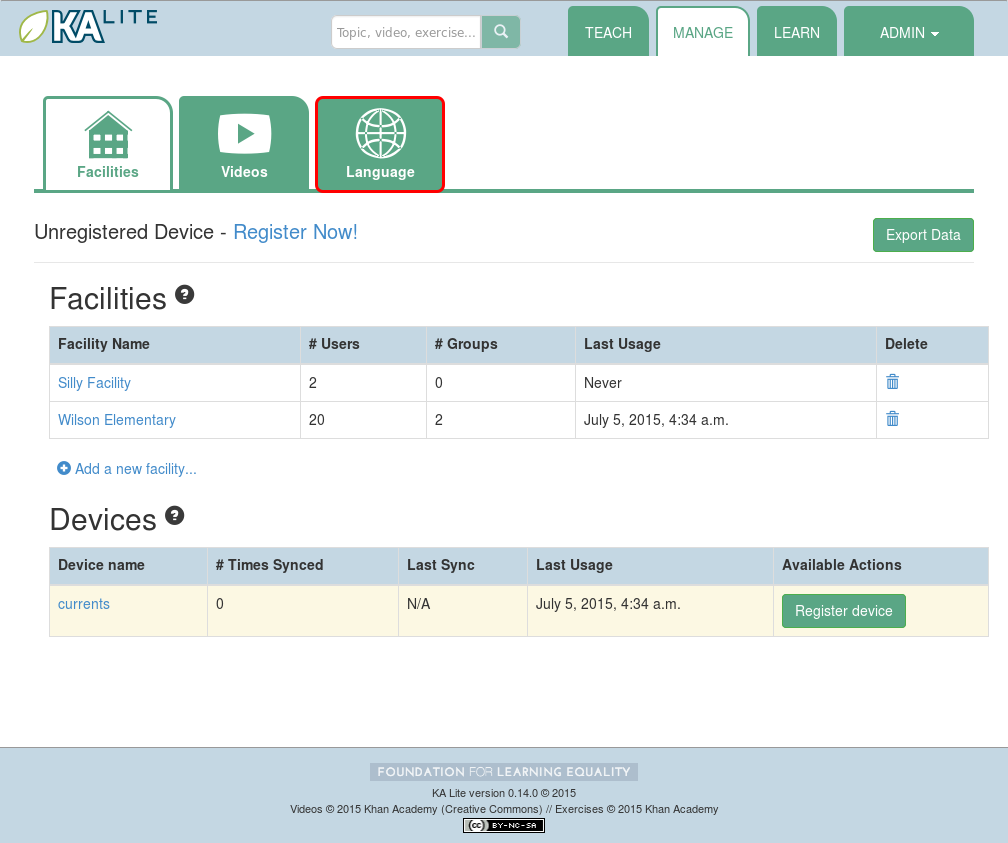 KA LITE
Topic, video, exercise...
TEACH
MANAGE
LEARN
ADMIN
Facilities
Videos
Language
Unregistered Device - Register Now!
Export Data
Facilities ?
Facility Name # Users # Groups Last Usage Delete
Silly Facility 2 0 Never
Wilson Elementary 20 2 July 5, 2015, 4:34 a.m.
Add a new facility...
Devices ?
Device name # Times Synced Last Sync Last Usage Available Actions
currents 0 N/A July 5, 2015, 4:34 a.m. Register device
FOUNDATION FOR LEARNING EQUALITY
KA Lite version 0.14.0 © 2015
Videos © 2015 Khan Academy (Creative Commons) // Exercises © 2015 Khan Academy
cc BY-NC-SA